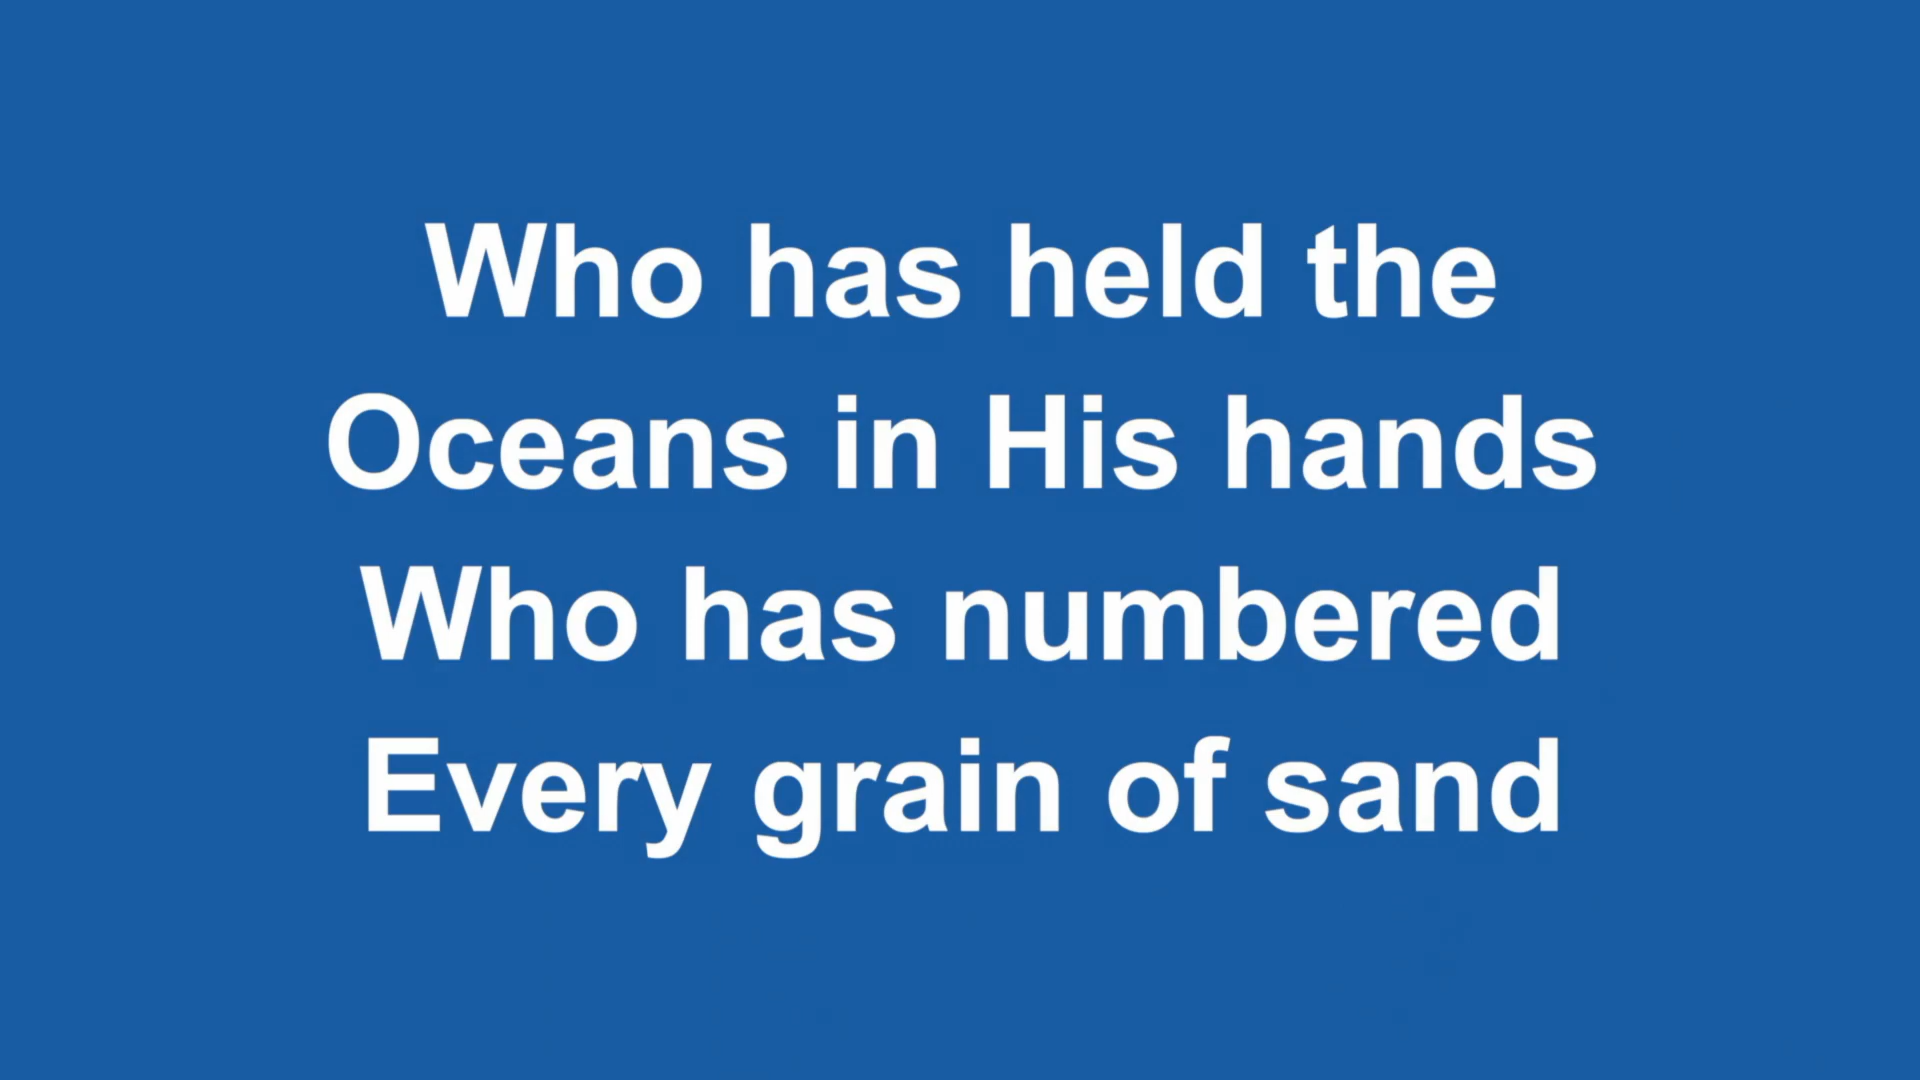 Who has held the
Oceans in His hands
Who has numbered
Every grain of sand